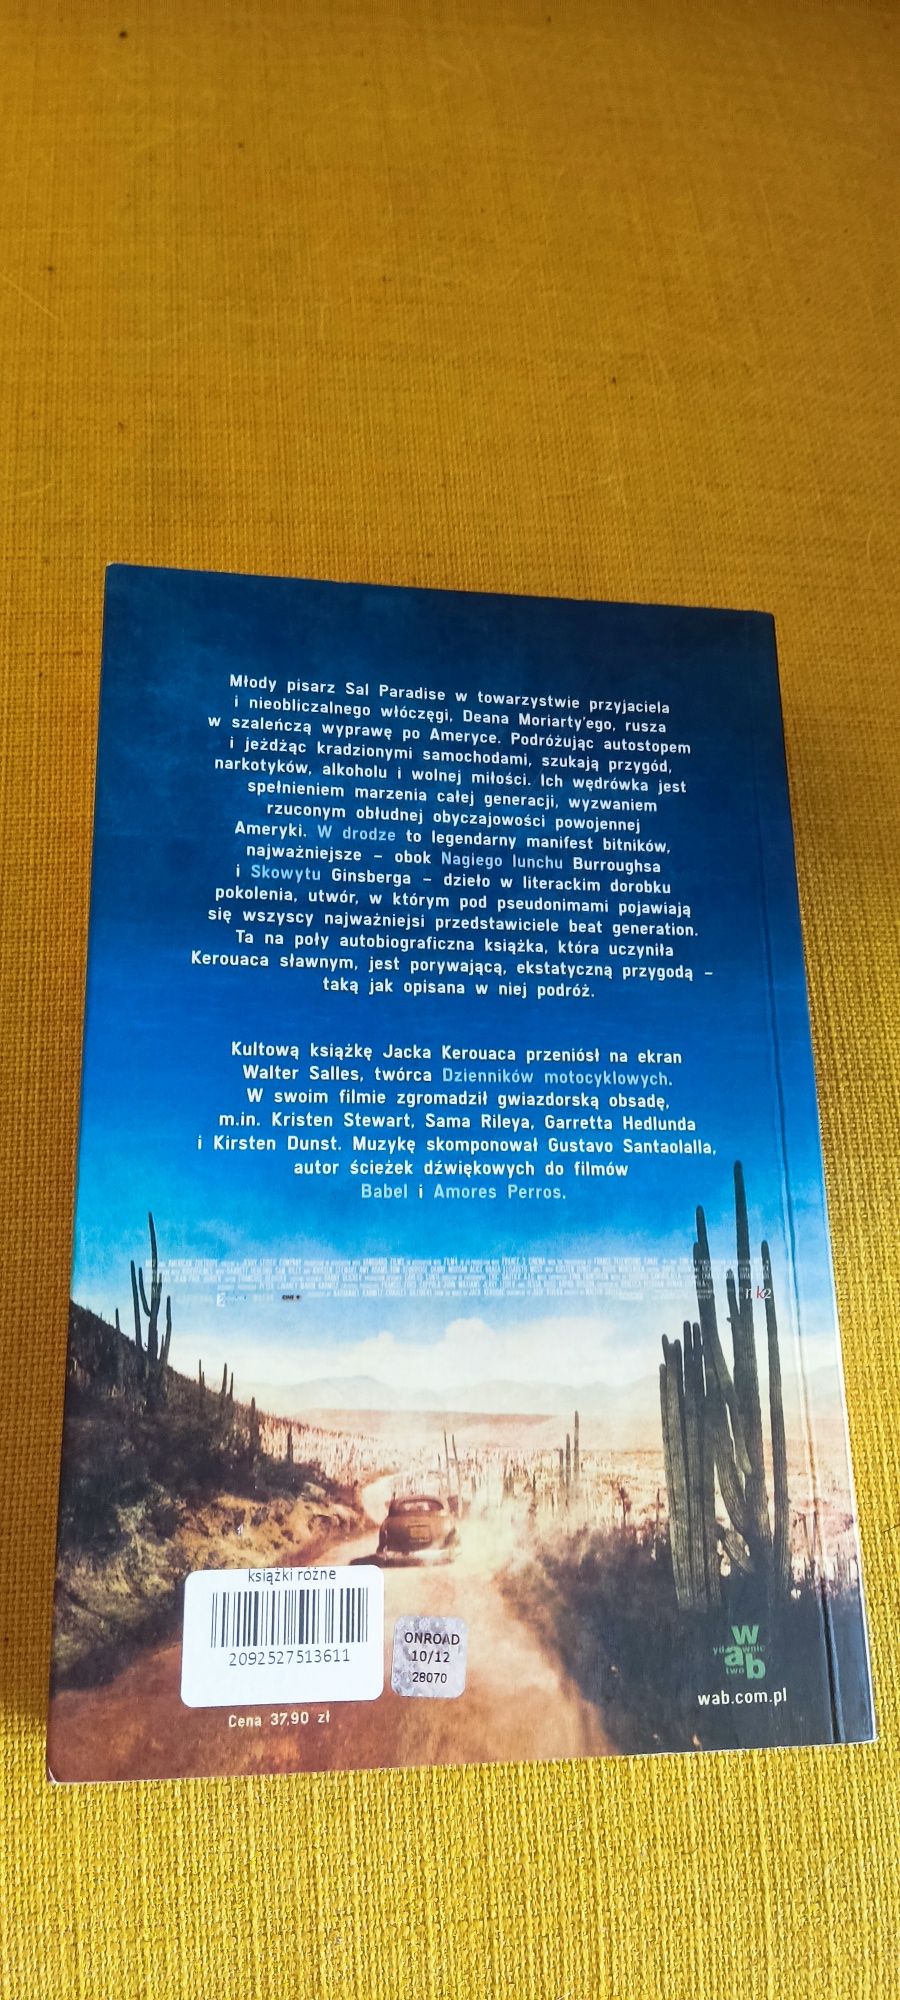 Młody pisarz Sal Paradise w towarzystwie przyjaciela
i nieobliczalnego włóczęgi, Deana Moriarty'ego, rusza
w szaleńczą wyprawę po Ameryce. Podróżując autostopem
i jeżdżąc kradzionymi samochodami, szukają przygód,
narkotyków, alkoholu i wolnej miłości. Ich wędrówka jest
spełnieniem marzenia całej generacji, wyzwaniem
rzuconym obłudnej obyczajowości powojennej
Ameryki. W drodze to legendarny manifest bitników,
najważniejsze – obok Nagiego lunchu Burroughsa
i Skowytu Ginsberga – dzieło w literackim dorobku
pokolenia, utwór, w którym pod pseudonimami pojawiają
się wszyscy najważniejsi przedstawiciele beat generation.
Ta na poły autobiograficzna książka, która uczyniła
Kerouaca sławnym, jest porywającą, ekstatyczną przygodą –
taką jak opisana w niej podróż.
Kultową książkę Jacka Kerouaca przeniósł na ekran
Walter Salles, twórca Dzienników motocyklowych.
W swoim filmie zgromadził gwiazdorską obsadę,
m.in. Kristen Stewart, Sama Rileya, Garretta Hedlunda
i Kirsten Dunst. Muzykę skomponował Gustavo Santaolalla,
autor ścieżek dźwiękowych do filmów
Babel i Amores Perros.
mk2
książki różne
2092527513611
ONROAD
10/12
28070
Cena 37,90 zł
w
ydawnic
ab
two
wab.com.pl